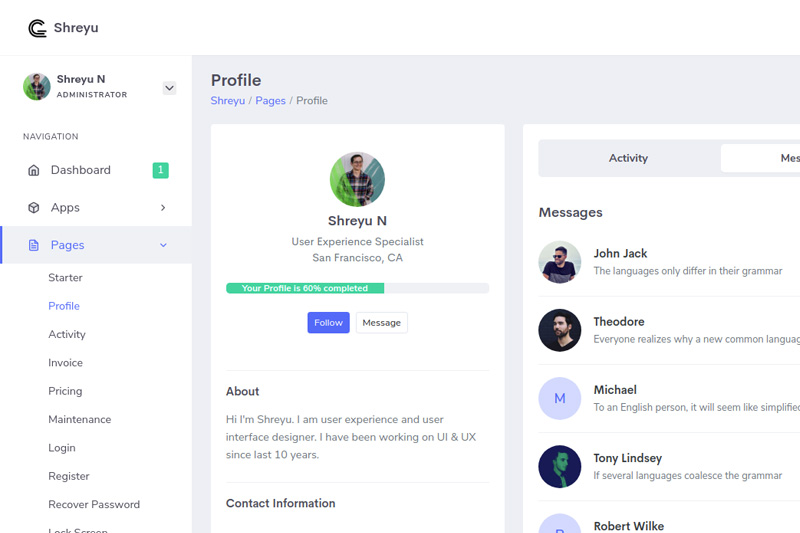 Shreyu
Shreyu N
ADMINISTRATOR
NAVIGATION
Dashboard
1
Apps
Pages
Starter
Profile
Activity
Invoice
Pricing
Maintenance
Login
Register
Recover Password
Lock Screen
Profile
Shreyu / Pages / Profile
Shreyu N
User Experience Specialist
San Francisco, CA
Your Profile is 60% completed
Follow
Message
About
Hi I'm Shreyu. I am user experience and user
interface designer. I have been working on UI & UX
since last 10 years.
Contact Information
Activity
Mes
Messages
John Jack
The languages only differ in their grammar
Theodore
Everyone realizes why a new common languag
M
Michael
To an English person, it will seem like simplifie
Tony Lindsey
If several languages coalesce the grammar
Robert Wilke